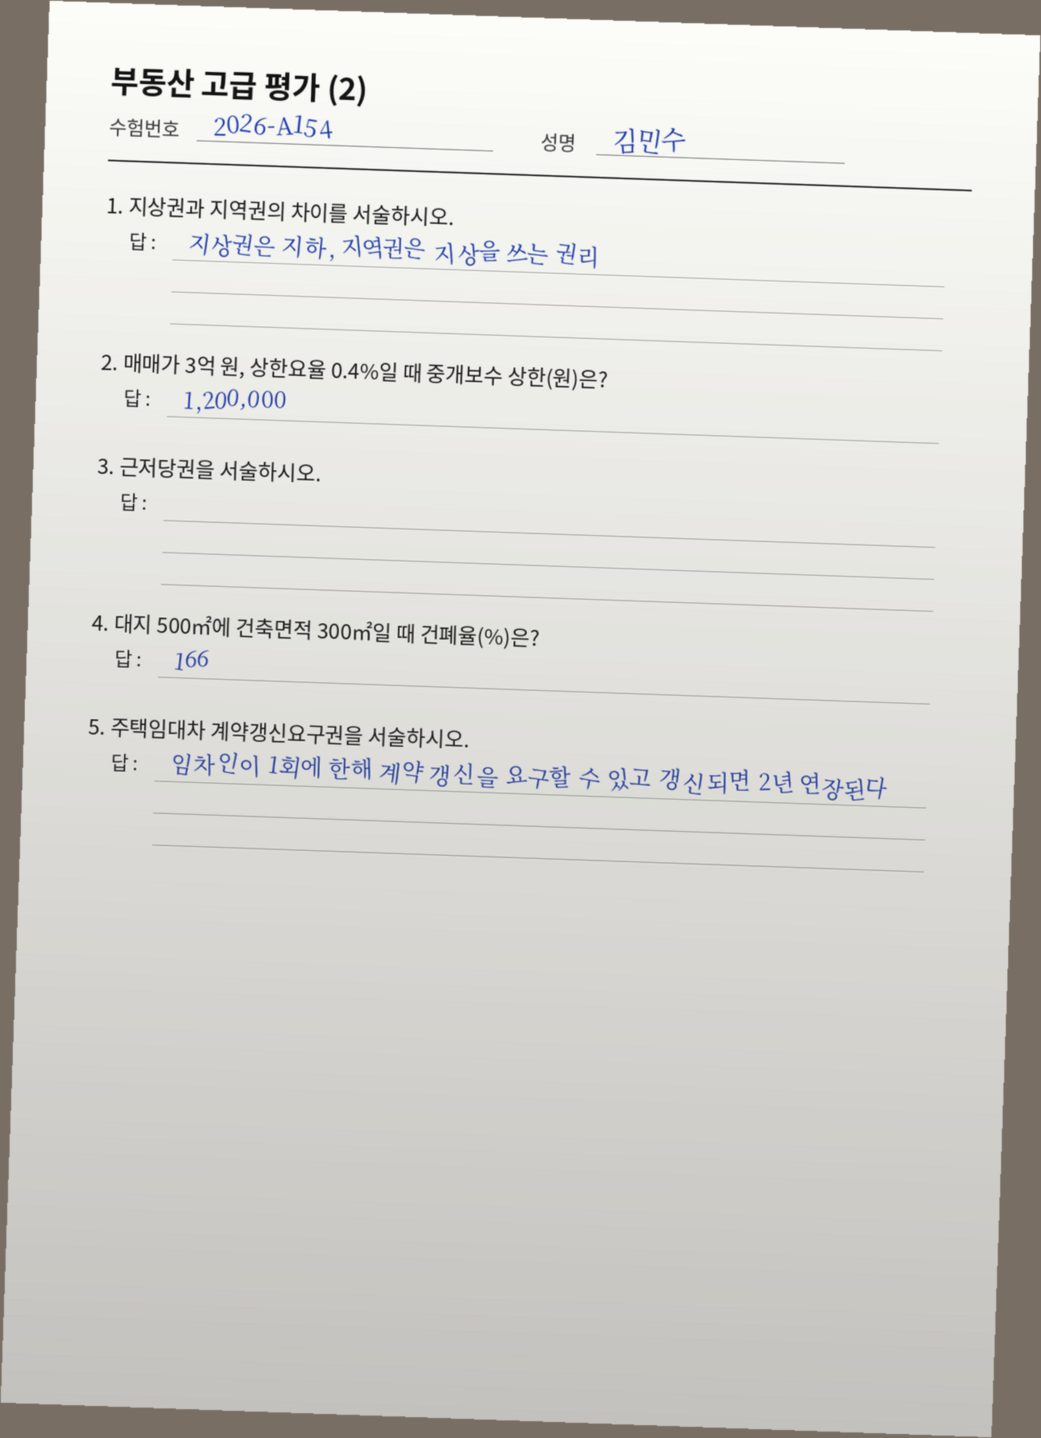 부동산 고급 평가 (2)
수험번호 2026-A154 성명 김민수
1. 지상권과 지역권의 차이를 서술하시오.
답 : 지상권은 지하, 지역권은 지상을 쓰는 권리
2. 매매가 3억 원, 상한요율 0.4%일 때 중개보수 상한(원)은?
답 : 1,200,000
3. 근저당권을 서술하시오.
답 :
4. 대지 500㎡에 건축면적 300㎡일 때 건폐율(%)은?
답 : 166
5. 주택임대차 계약갱신요구권을 서술하시오.
답 : 임차인이 1회에 한해 계약 갱신을 요구할 수 있고 갱신되면 2년 연장된다